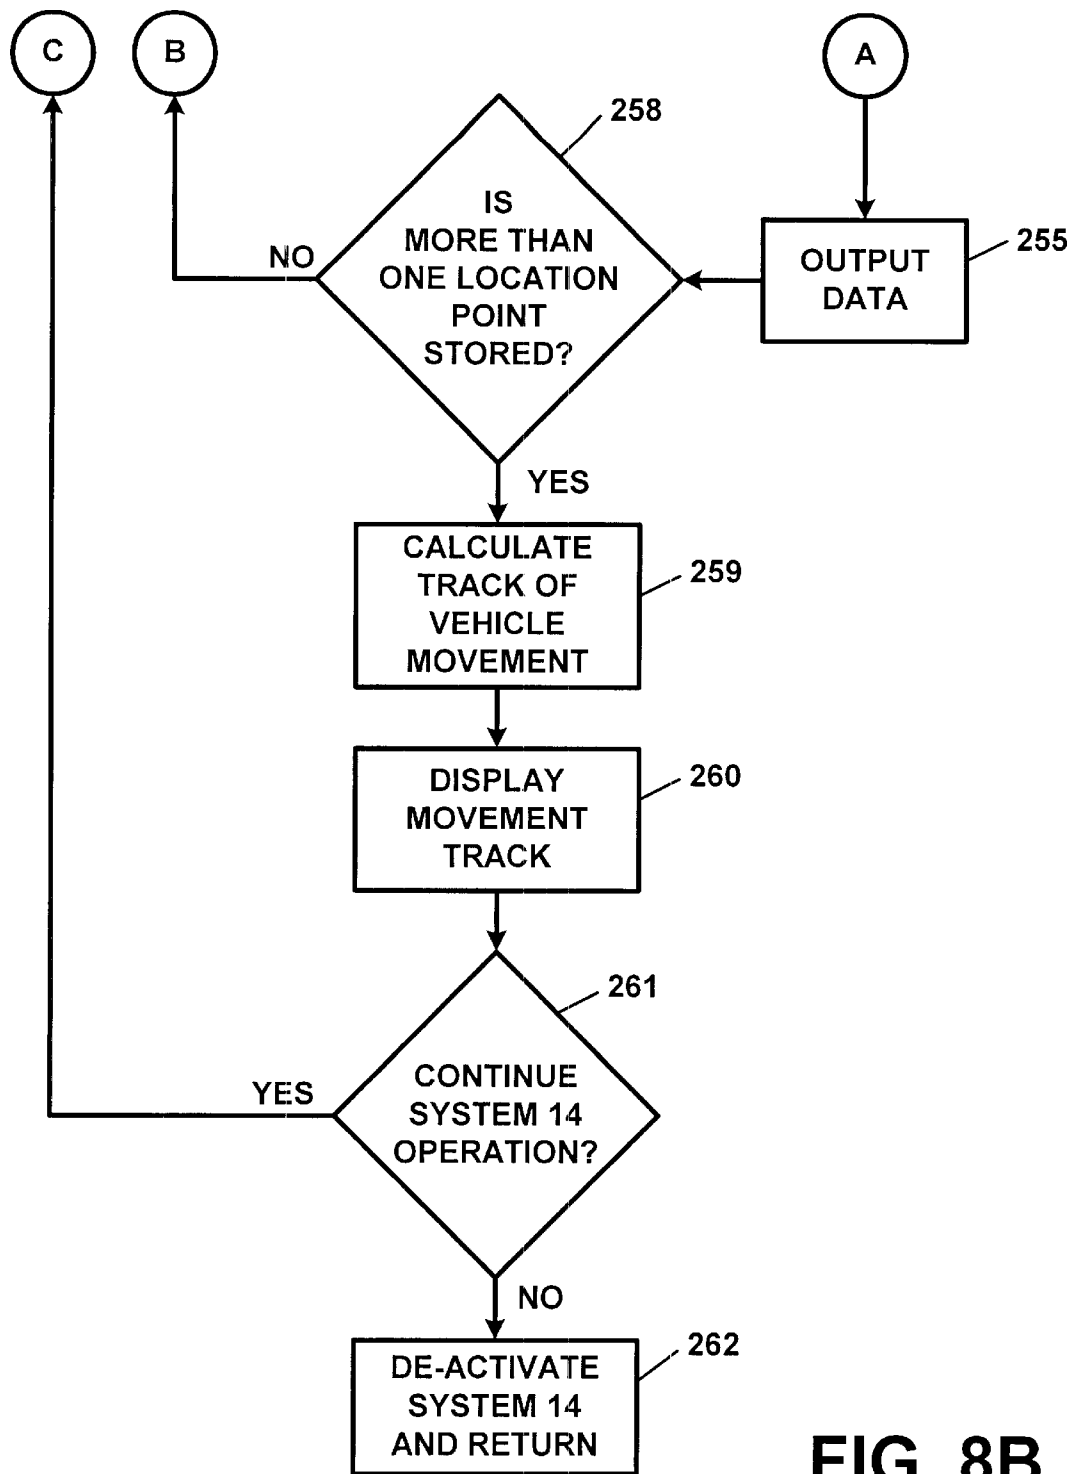 C
B
A
258
IS
MORE THAN
ONE LOCATION
POINT
STORED?
NO
OUTPUT
DATA
255
YES
CALCULATE
TRACK OF
VEHICLE
MOVEMENT
259
DISPLAY
MOVEMENT
TRACK
260
261
CONTINUE
SYSTEM 14
OPERATION?
YES
NO
DE-ACTIVATE
SYSTEM 14
AND RETURN
262
FIG. 8B